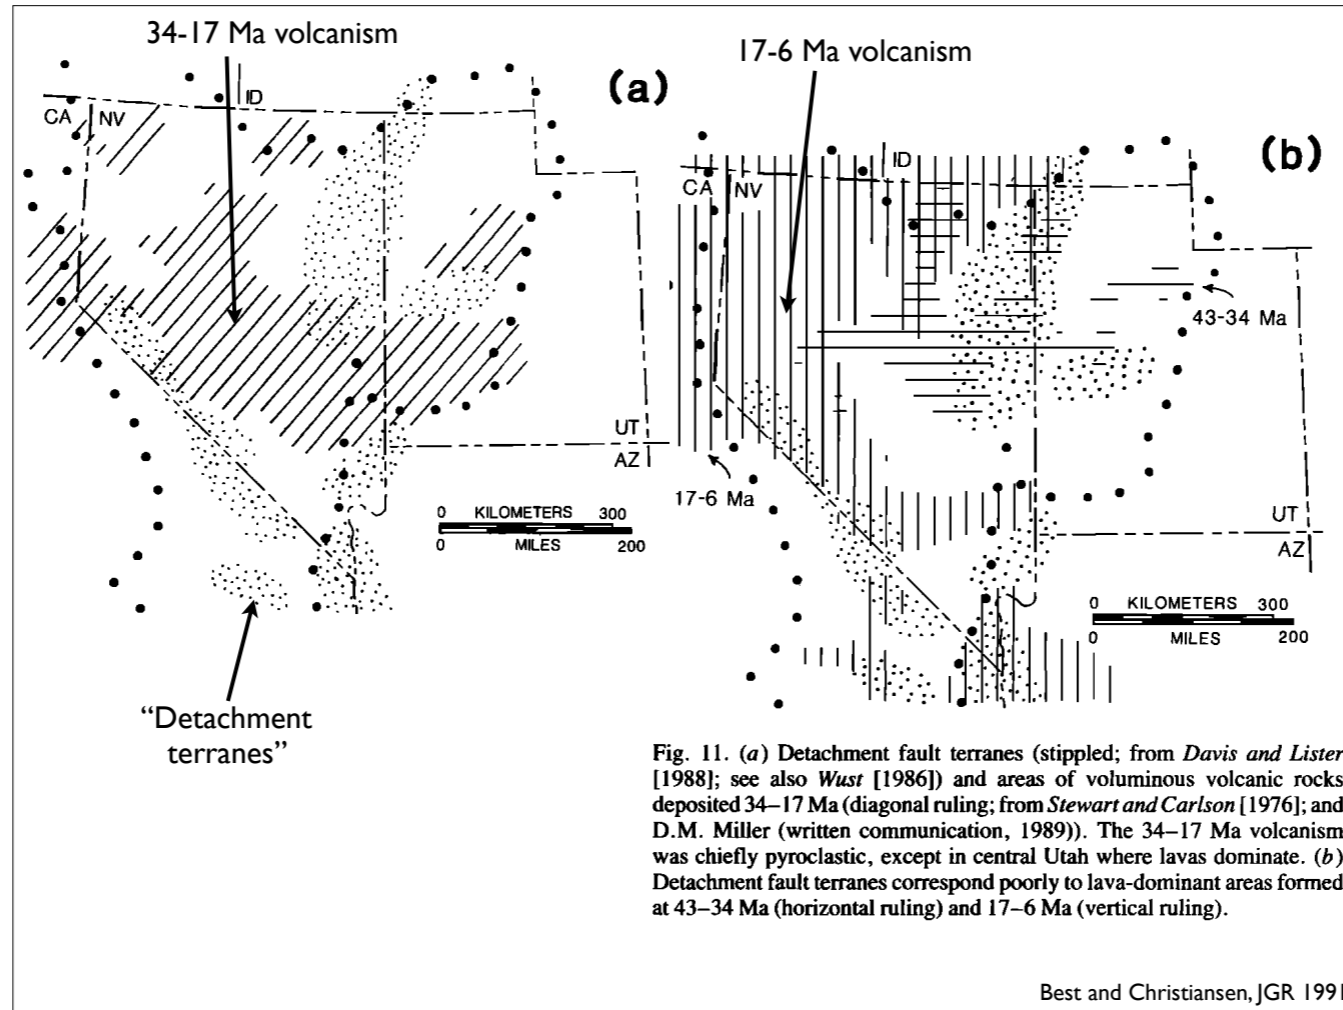 34-17 Ma volcanism
(a)
ID
CA
NV
UT
AZ
0 KILOMETERS 300
0 MILES 200
“Detachment
terranes”
17-6 Ma volcanism
(b)
ID
CA
NV
43-34 Ma
17-6 Ma
UT
AZ
0 KILOMETERS 300
0 MILES 200
Fig. 11. (a) Detachment fault terranes (stippled; from Davis and Lister
[1988]; see also Wust [1986]) and areas of voluminous volcanic rocks
deposited 34–17 Ma (diagonal ruling; from Stewart and Carlson [1976]; and
D.M. Miller (written communication, 1989)). The 34–17 Ma volcanism
was chiefly pyroclastic, except in central Utah where lavas dominate. (b)
Detachment fault terranes correspond poorly to lava-dominant areas formed
at 43–34 Ma (horizontal ruling) and 17–6 Ma (vertical ruling).
Best and Christiansen, JGR 1991